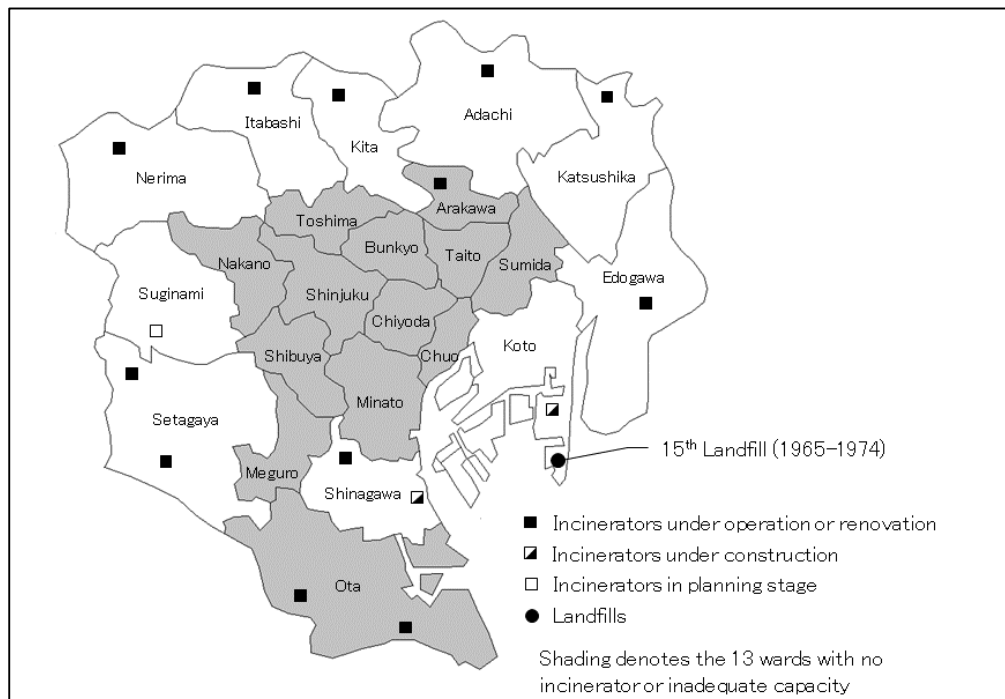 Adachi
Itabashi
Kita
Katsushika
Nerima
Arakawa
Toshima
Bunkyo
Taito
Sumida
Nakano
Edogawa
Suginami
Shinjuku
Chiyoda
Koto
Shibuya
Chuo
Minato
Setagaya
15th Landfill (1965-1974)
Meguro
Shinagawa
Incinerators under operation or renovation
Incinerators under construction
Ota
Incinerators in planning stage
Landfills
Shading denotes the 13 wards with no
incinerator or inadequate capacity